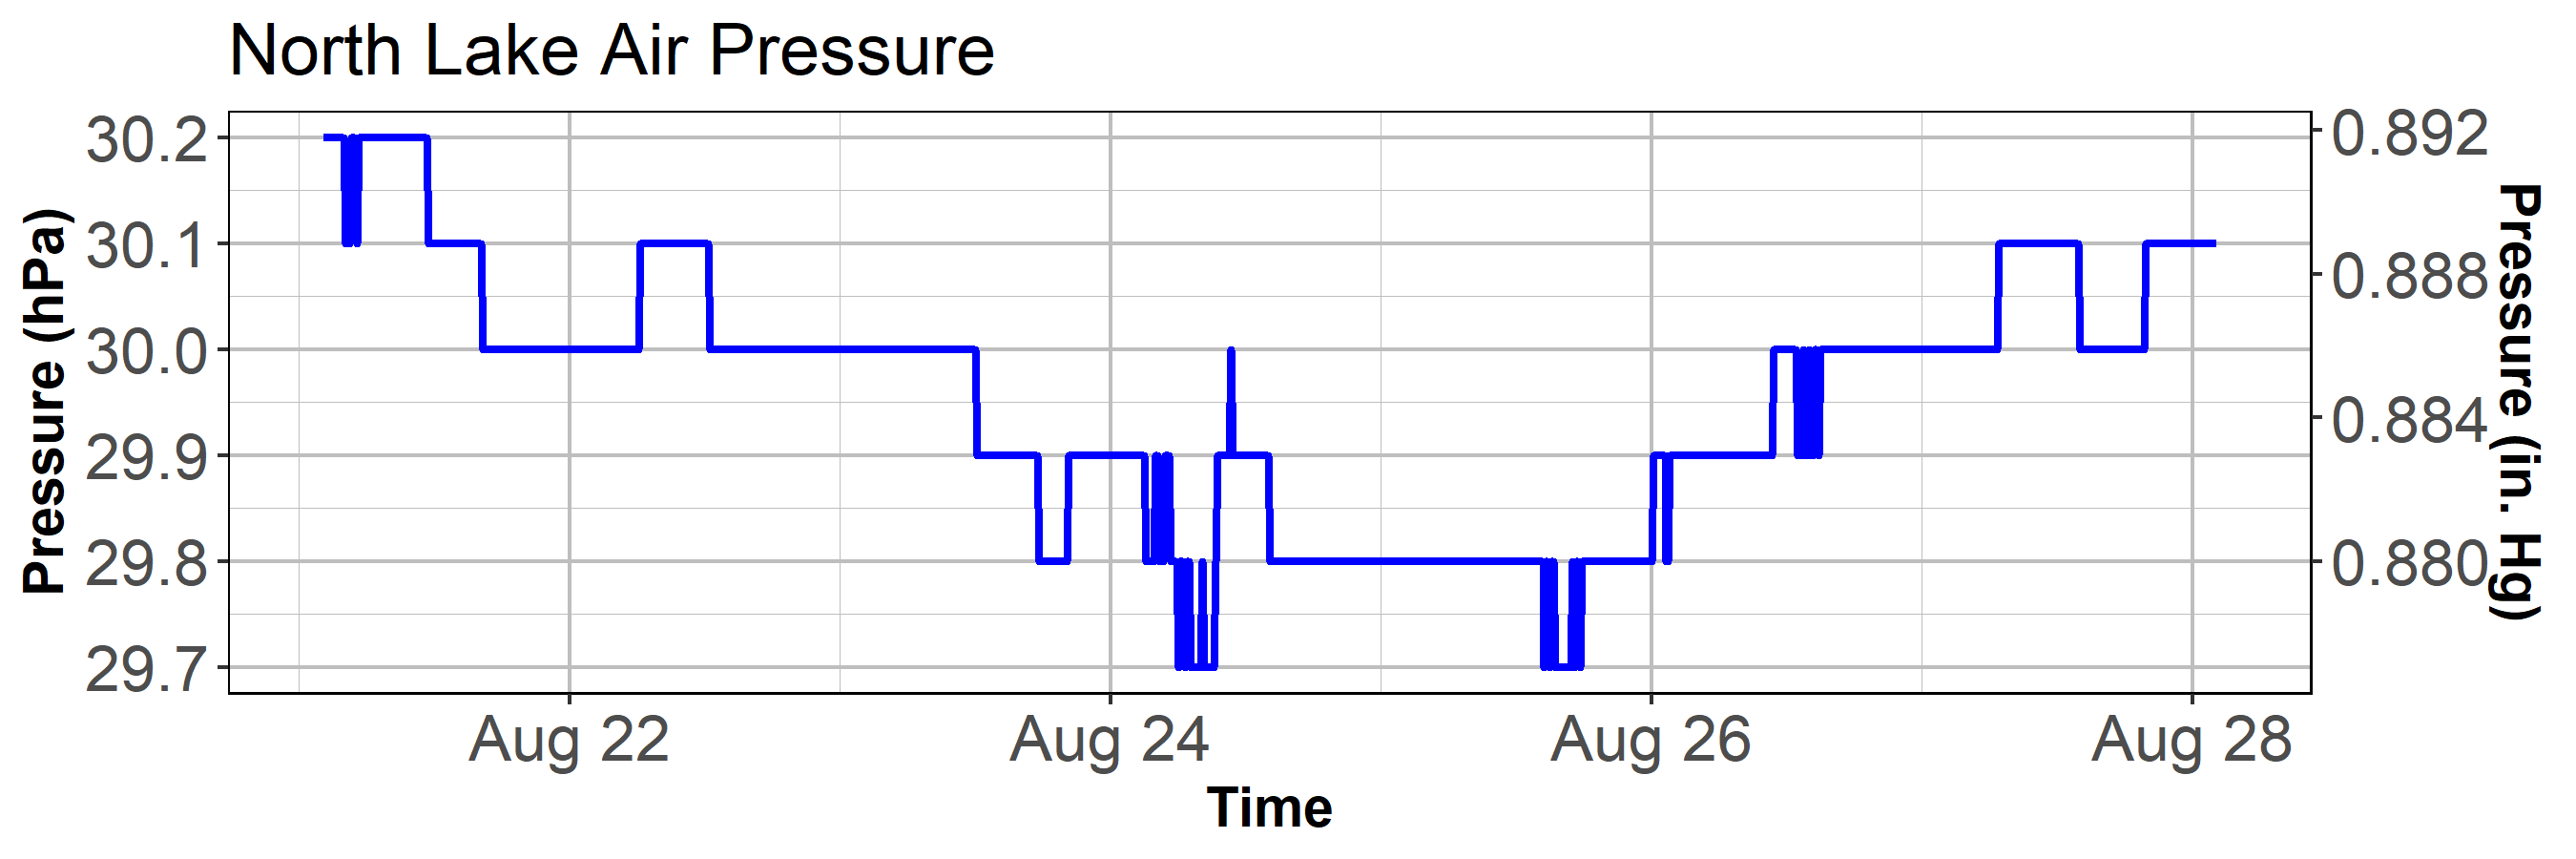 North Lake Air Pressure
Pressure (hPa)
30.2
30.1
30.0
29.9
29.8
29.7
0.892
0.888
0.884
0.880
Pressure (in. Hg)
Aug 22 Aug 24 Aug 26 Aug 28
Time